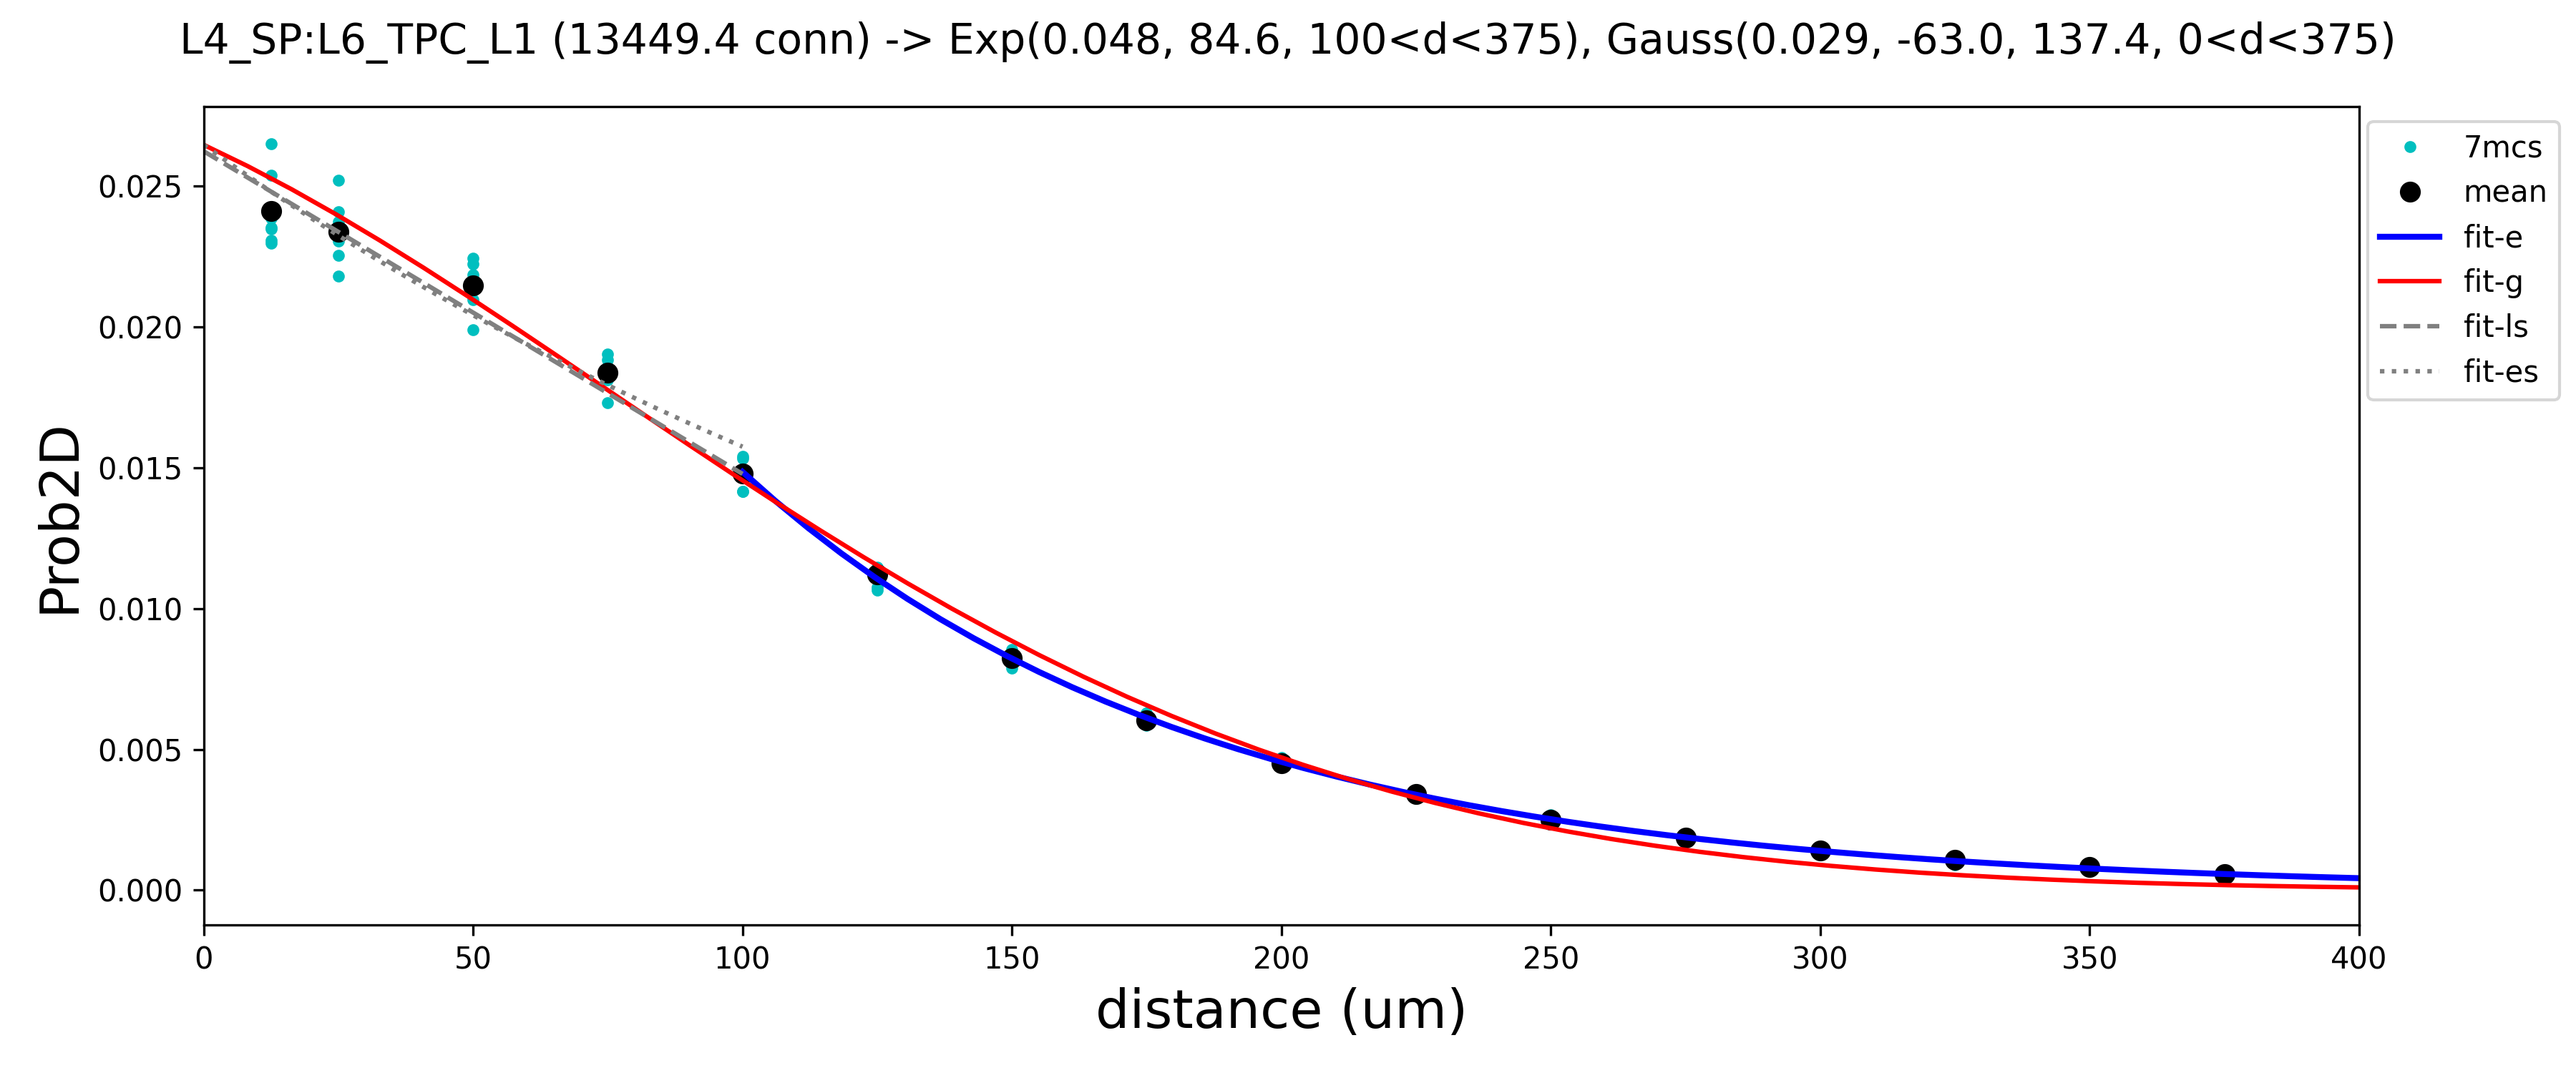 L4_SP:L6_TPC_L1 (13449.4 conn) -> Exp(0.048, 84.6, 100<d<375), Gauss(0.029, -63.0, 137.4, 0<d<375)
0.025
0.020
0.015
0.010
0.005
0.000
Prob2D
0 50 100 150 200 250 300 350 400
distance (um)
7mcs
mean
fit-e
fit-g
fit-ls
fit-es